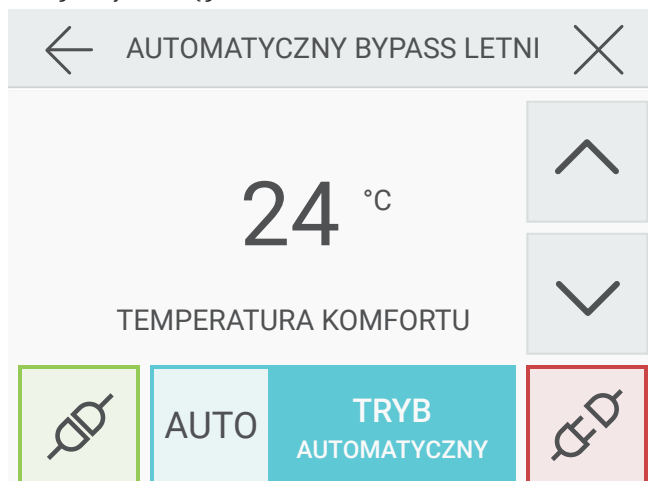 AUTOMATYCZNY BYPASS LETNI
24 °C
TEMPERATURA KOMFORTU
AUTO
TRYB
AUTOMATYCZNY